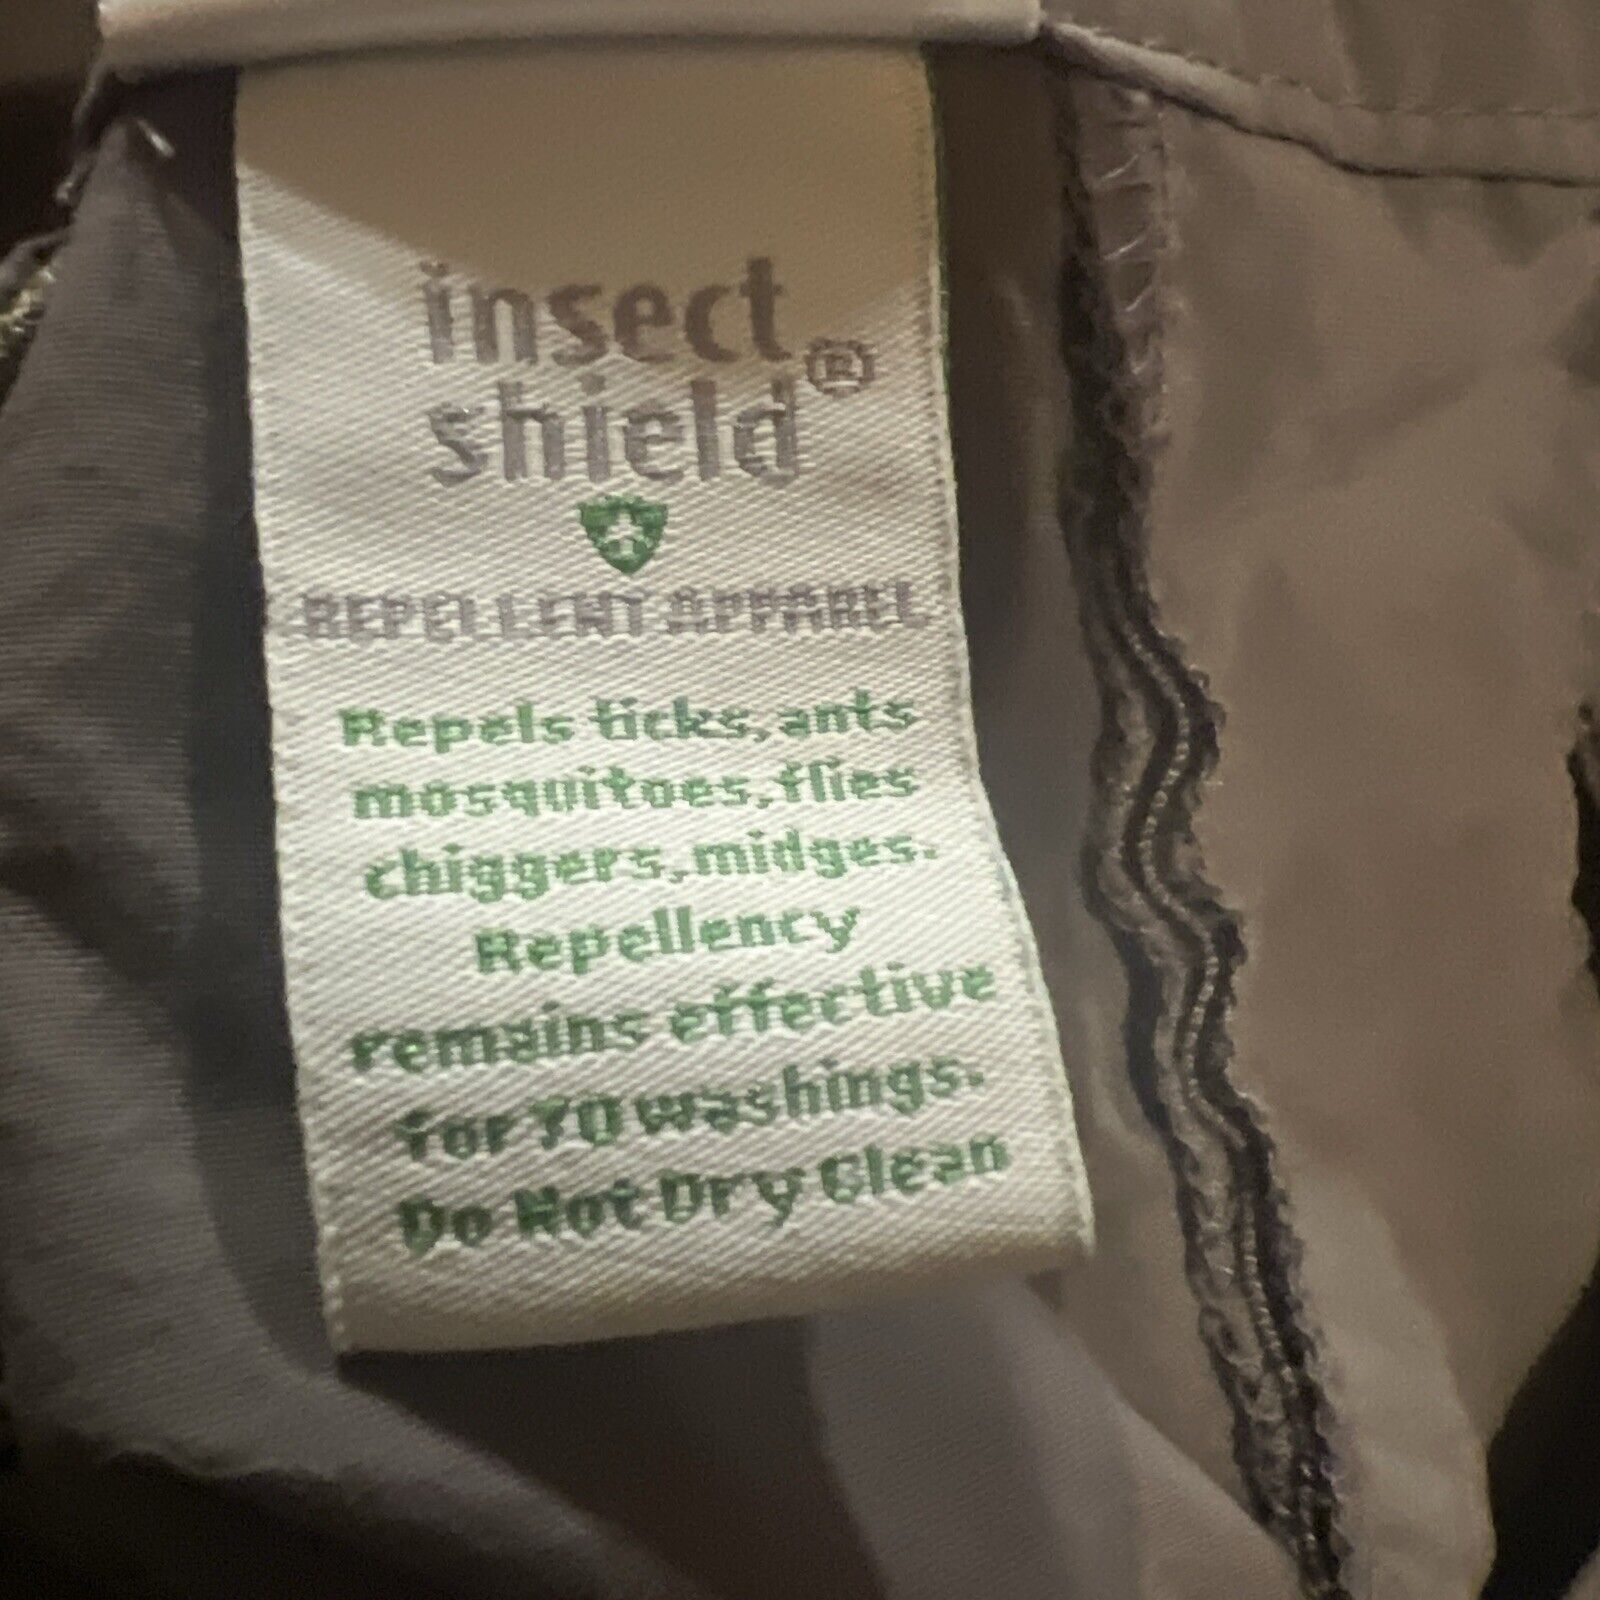 insect
shield®
REPELLENT APPAREL
Repels ticks, ants
mosquitoes, flies
chiggers, midges.
Repellency
remains effective
for 70 washings.
Do Not Dry Clean